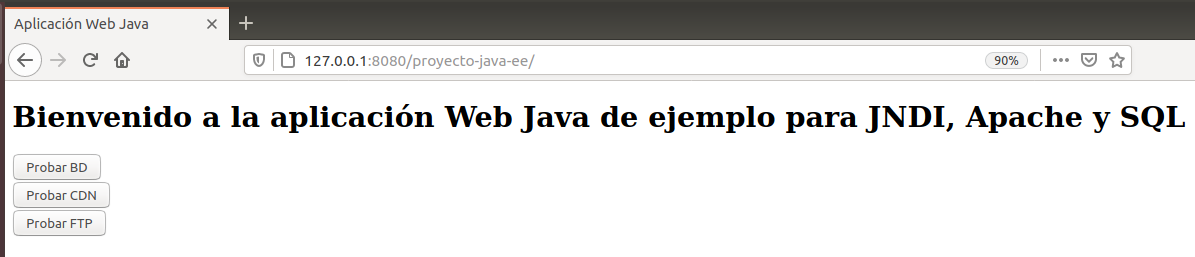 Aplicación Web Java
127.0.0.1:8080/proyecto-java-ee/
90%
Bienvenido a la aplicación Web Java de ejemplo para JNDI, Apache y SQL
Probar BD
Probar CDN
Probar FTP